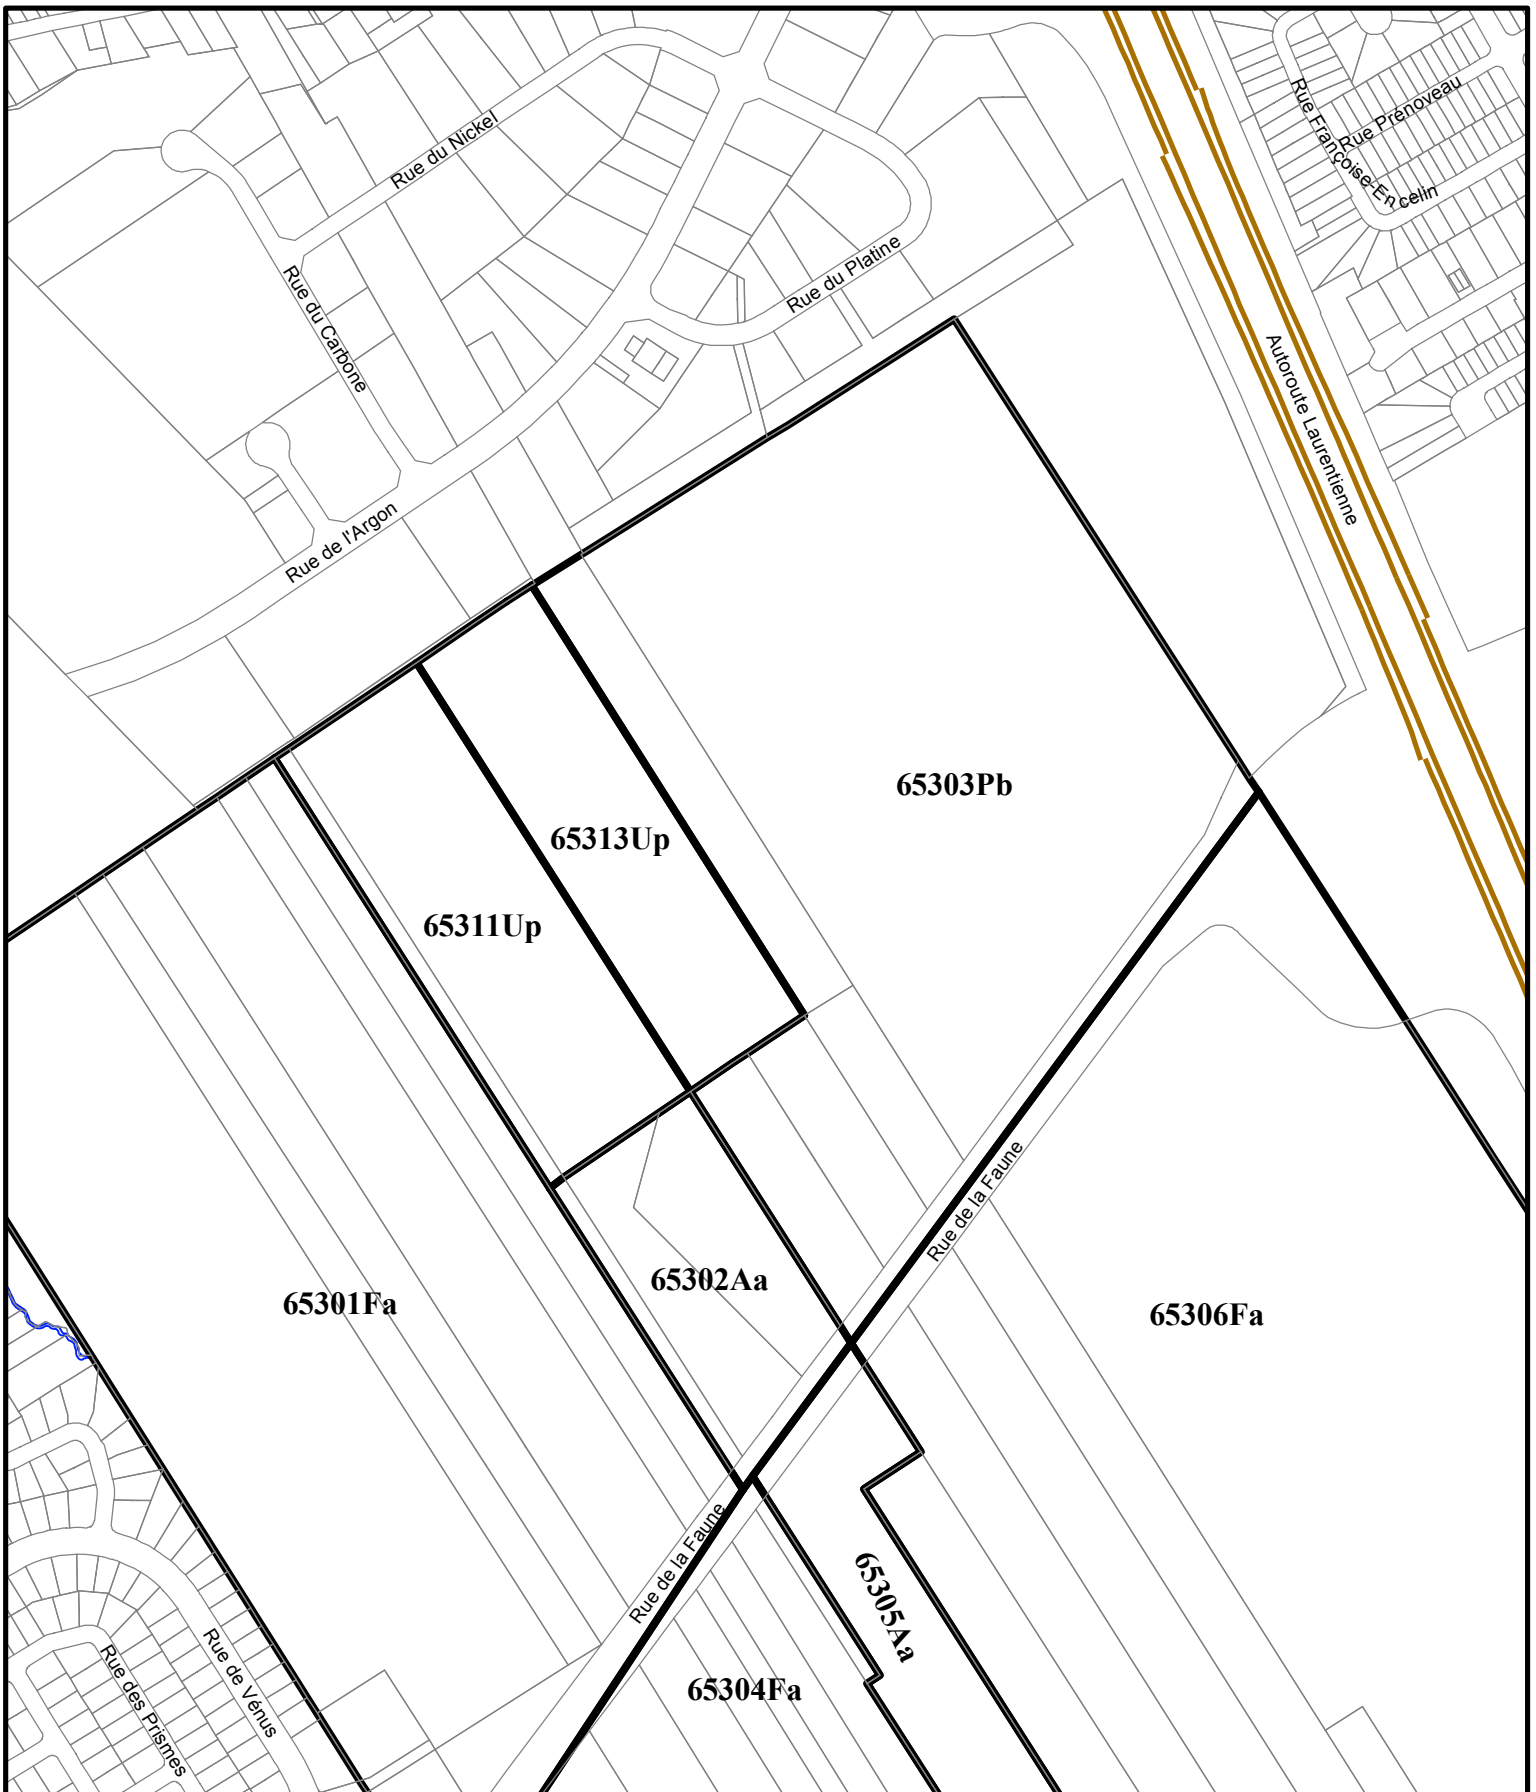 Rue Françoise-Encelin
Rue Prénoveau
Rue du Nickel
Rue du Platine
Rue du Carbone
Autoroute Laurentienne
Rue de l'Argon
65303Pb
65313Up
65311Up
Rue de la Faune
65302Aa
65301Fa
65306Fa
Rue de la Faune
65305Aa
65304Fa
Rue de Vénus
Rue des Prismes